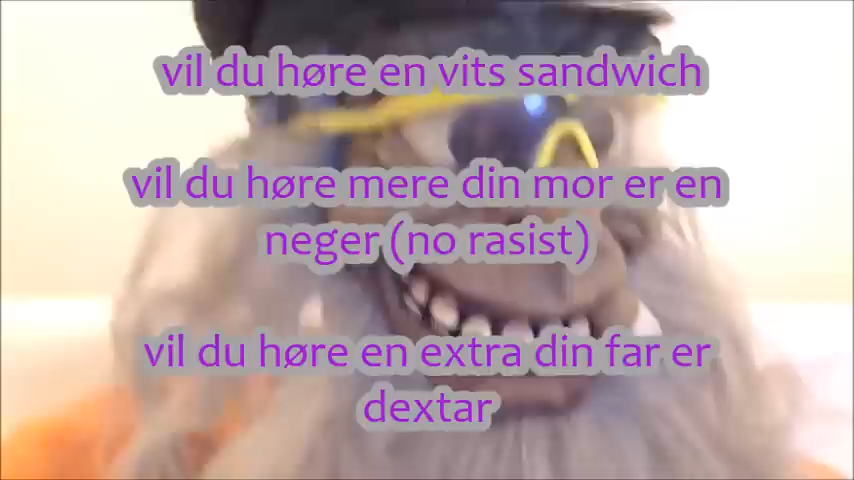 vil du høre en vits sandwich
vil du høre mere din mor er en
neger (no rasist)
vil du høre en extra din far er
dextar